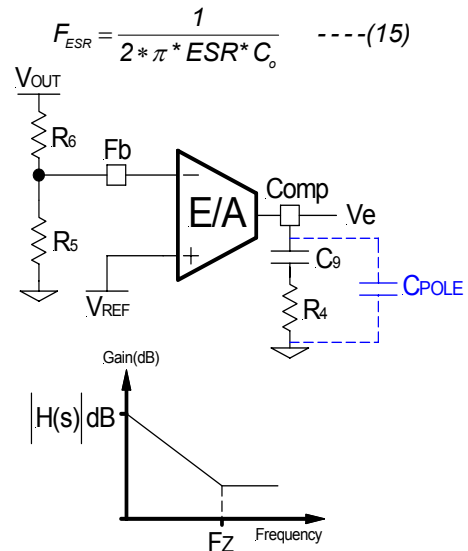 F_ESR = 1 / (2 * π * ESR * C_o) ----(15)
VOUT
R6
Fb
R5
VREF
−
E/A
+
Comp
Ve
C9
R4
CPOLE
Gain(dB)
|H(s)| dB
FZ
Frequency